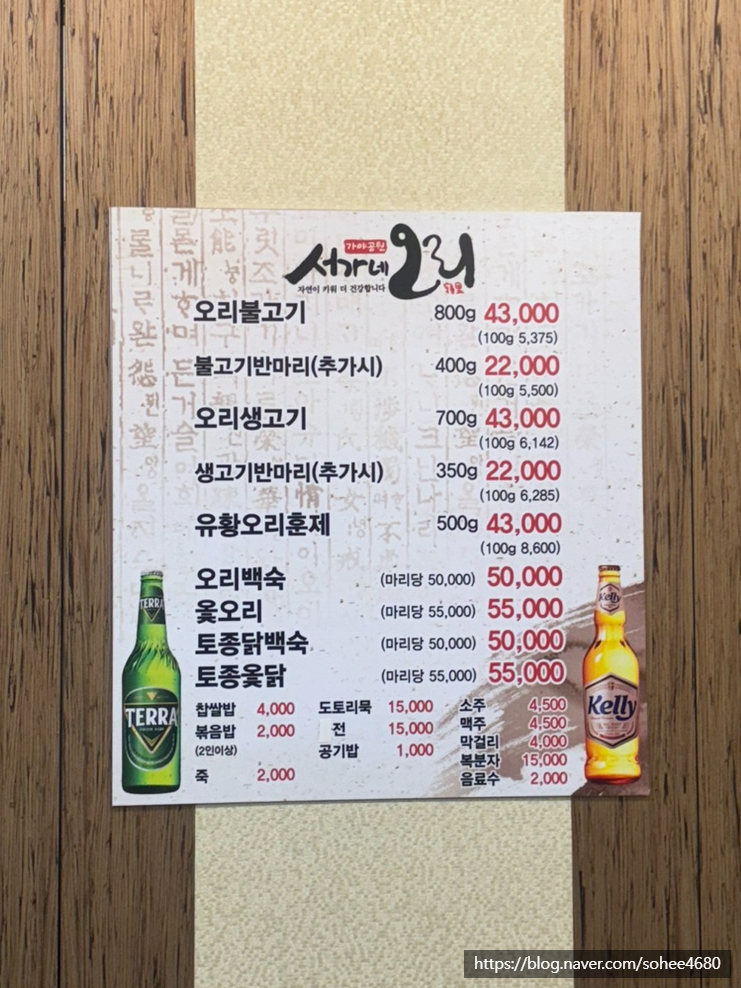 가야공원
서가네 오리
자연이 키워 더 건강합니다
오리불고기 800g 43,000
(100g 5,375)
불고기반마리(추가시) 400g 22,000
(100g 5,500)
오리생고기 700g 43,000
(100g 6,142)
생고기반마리(추가시) 350g 22,000
(100g 6,285)
유황오리훈제 500g 43,000
(100g 8,600)
오리백숙 (마리당 50,000) 50,000
옻오리 (마리당 55,000) 55,000
토종닭백숙 (마리당 50,000) 50,000
토종옻닭 (마리당 55,000) 55,000
찹쌀밥 4,000
볶음밥 2,000
(2인이상)
죽 2,000
도토리묵 15,000
전 15,000
공기밥 1,000
소주 4,500
맥주 4,500
막걸리 4,000
복분자 15,000
음료수 2,000
TERRA
TERRA
Kelly
Kelly
https://blog.naver.com/sohee4680